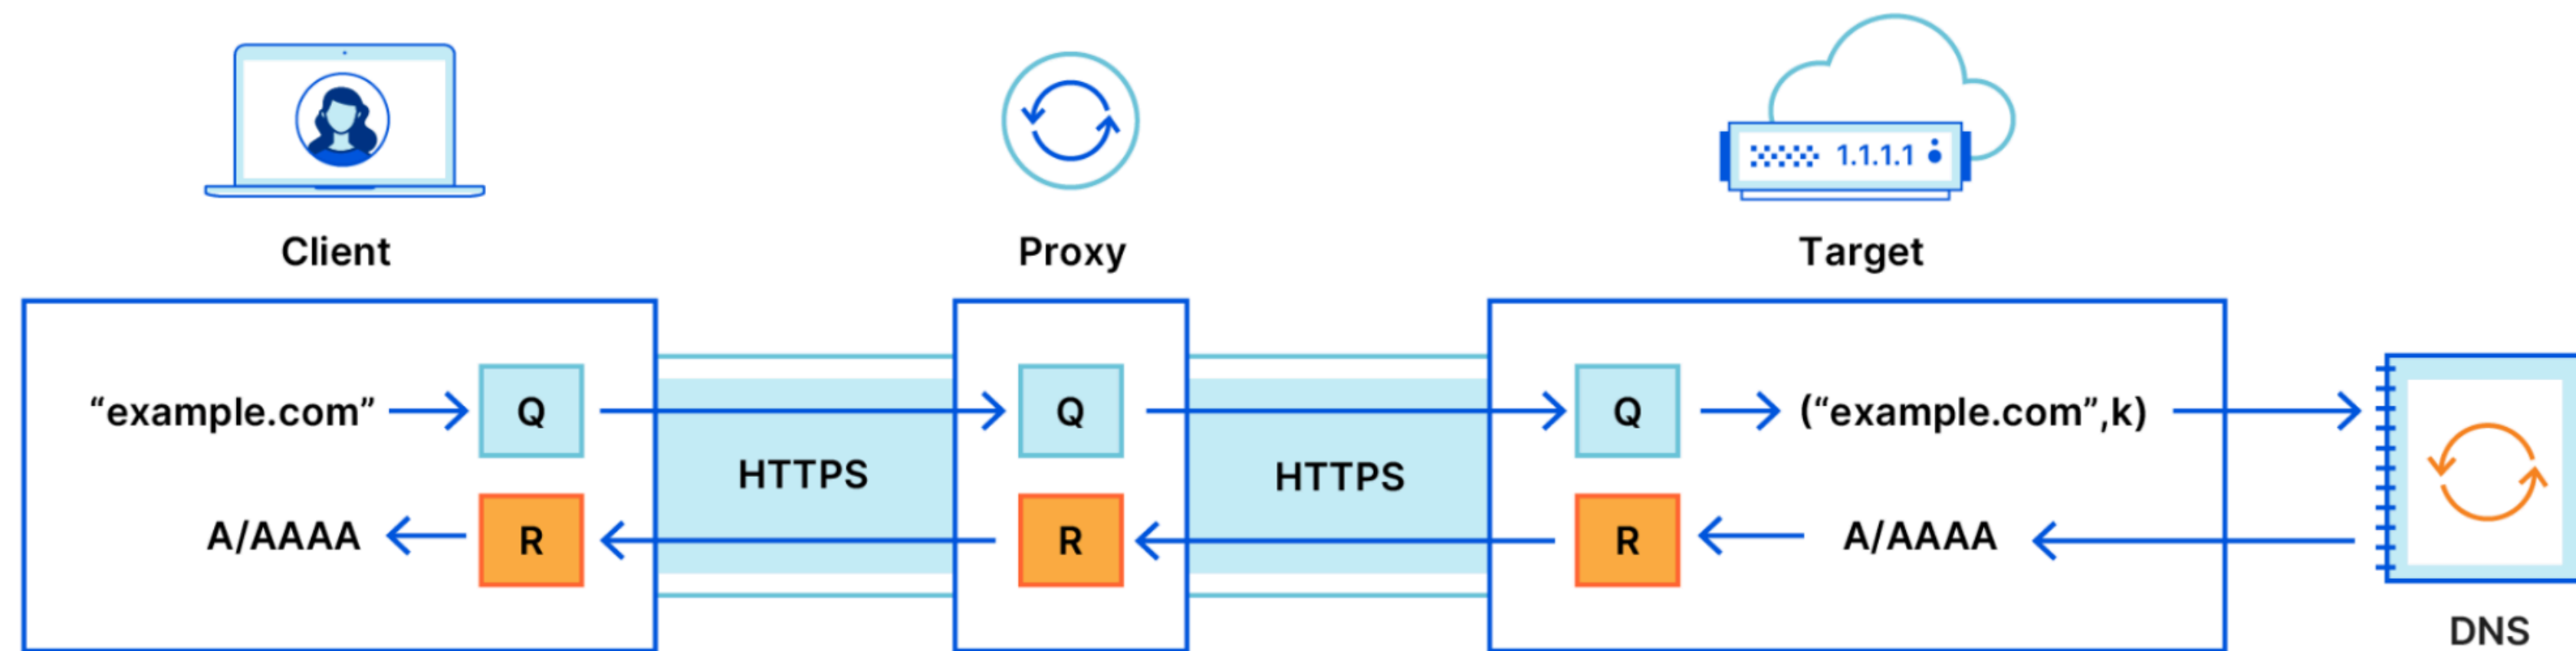 1.1.1.1
Client
Proxy
Target
“example.com”
Q
Q
Q
(“example.com”,k)
HTTPS
HTTPS
A/AAAA
R
R
R
A/AAAA
DNS